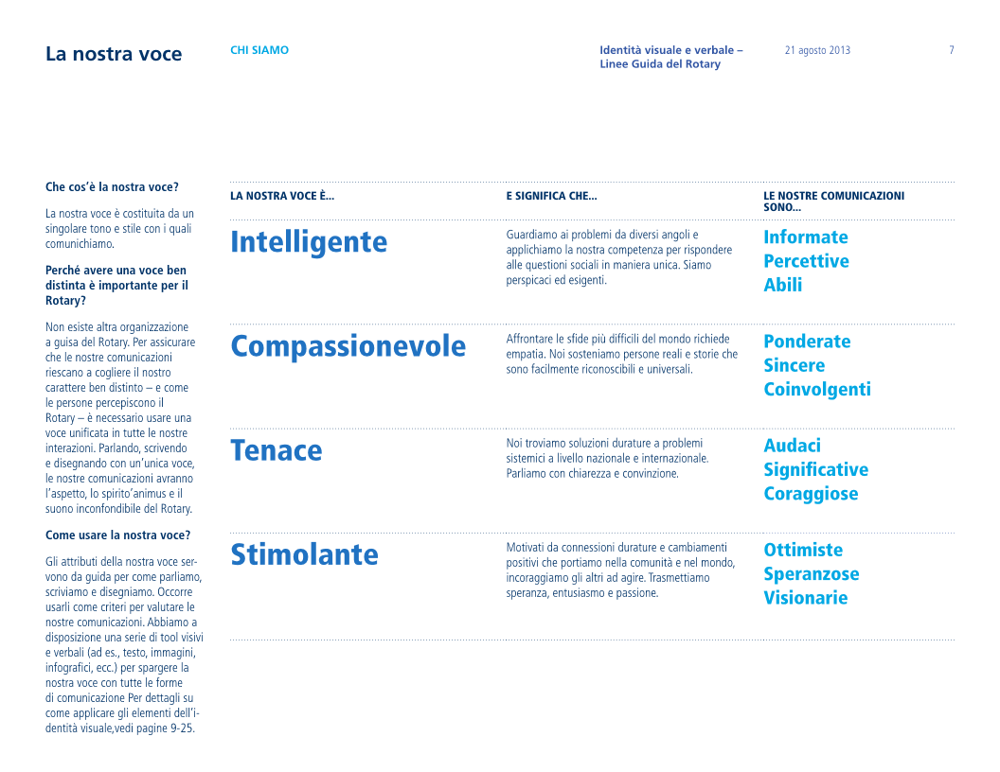 La nostra voce
CHI SIAMO
Identità visuale e verbale –
Linee Guida del Rotary
21 agosto 2013
7
Che cos’è la nostra voce?
La nostra voce è costituita da un
singolare tono e stile con i quali
comunichiamo.
Perché avere una voce ben
distinta è importante per il
Rotary?
Non esiste altra organizzazione
a guisa del Rotary. Per assicurare
che le nostre comunicazioni
riescano a cogliere il nostro
carattere ben distinto – e come
le persone percepiscono il
Rotary – è necessario usare una
voce unificata in tutte le nostre
interazioni. Parlando, scrivendo
e disegnando con un’unica voce,
le nostre comunicazioni avranno
l’aspetto, lo spirito’animus e il
suono inconfondibile del Rotary.
Come usare la nostra voce?
Gli attributi della nostra voce ser-
vono da guida per come parliamo,
scriviamo e disegniamo. Occorre
usarli come criteri per valutare le
nostre comunicazioni. Abbiamo a
disposizione una serie di tool visivi
e verbali (ad es., testo, immagini,
infografici, ecc.) per spargere la
nostra voce con tutte le forme
di comunicazione Per dettagli su
come applicare gli elementi dell’i-
dentità visuale,vedi pagine 9-25.
LA NOSTRA VOCE È...
E SIGNIFICA CHE...
LE NOSTRE COMUNICAZIONI
SONO...
Intelligente
Guardiamo ai problemi da diversi angoli e
applichiamo la nostra competenza per rispondere
alle questioni sociali in maniera unica. Siamo
perspicaci ed esigenti.
Informate
Percettive
Abili
Compassionevole
Affrontare le sfide più difficili del mondo richiede
empatia. Noi sosteniamo persone reali e storie che
sono facilmente riconoscibili e universali.
Ponderate
Sincere
Coinvolgenti
Tenace
Noi troviamo soluzioni durature a problemi
sistemici a livello nazionale e internazionale.
Parliamo con chiarezza e convinzione.
Audaci
Significative
Coraggiose
Stimolante
Motivati da connessioni durature e cambiamenti
positivi che portiamo nella comunità e nel mondo,
incoraggiamo gli altri ad agire. Trasmettiamo
speranza, entusiasmo e passione.
Ottimiste
Speranzose
Visionarie